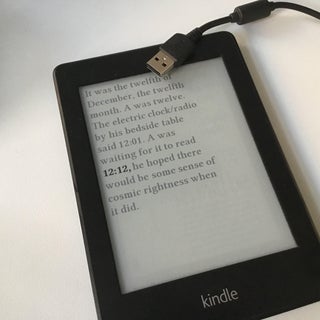 It was the twelfth of
December, the twelfth
month. A was twelve.
The electric clock/radio
by his bedside table
said 12:01. A was
waiting for it to read
12:12, he hoped there
would be some sense of
cosmic rightness when
it did.
kindle